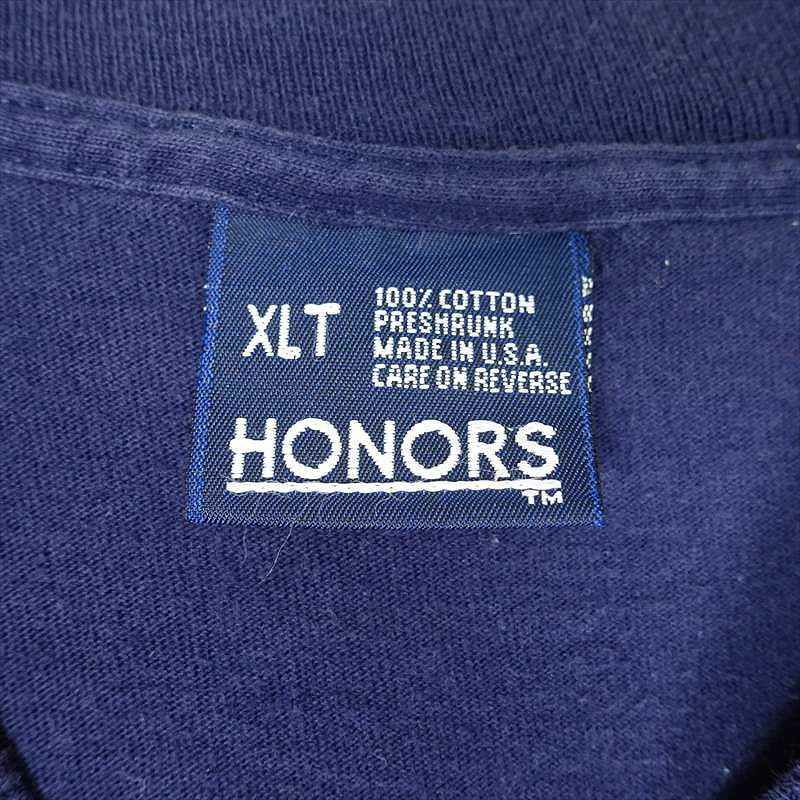 XLT
100% COTTON
PRESHRUNK
MADE IN U.S.A.
CARE ON REVERSE
HONORS
TM